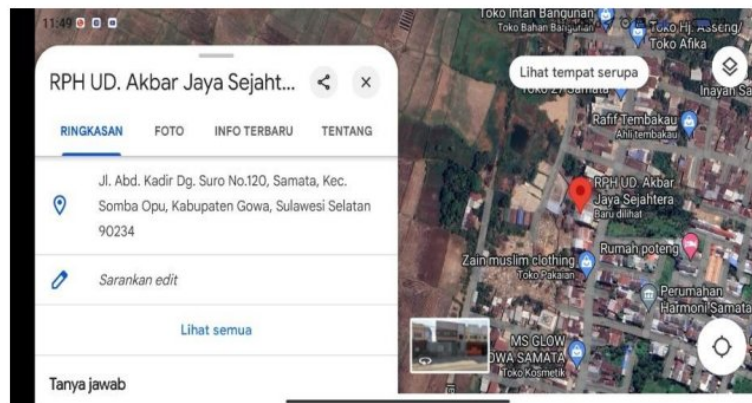 11:49
RPH UD. Akbar Jaya Sejaht...
RINGKASAN FOTO INFO TERBARU TENTANG
Jl. Abd. Kadir Dg. Suro No.120, Samata, Kec.
Somba Opu, Kabupaten Gowa, Sulawesi Selatan
90234
Sarankan edit
Lihat semua
Tanya jawab
Toko Intan Bangunan
Toko Bahan Bangunan
Toko Hj. Asseng/
Toko Afika
Lihat tempat serupa
Toko 27 Samata
Inayah Sa
Rafif Tembakau
Ahli tembakau
RPH UD. Akbar
Jaya Sejahtera
Baru dilihat
Rumah poteng
Zain muslim clothing
Toko Pakaian
Perumahan
Harmoni Samata
MS GLOW
OWA SAMATA
Toko Kosmetik